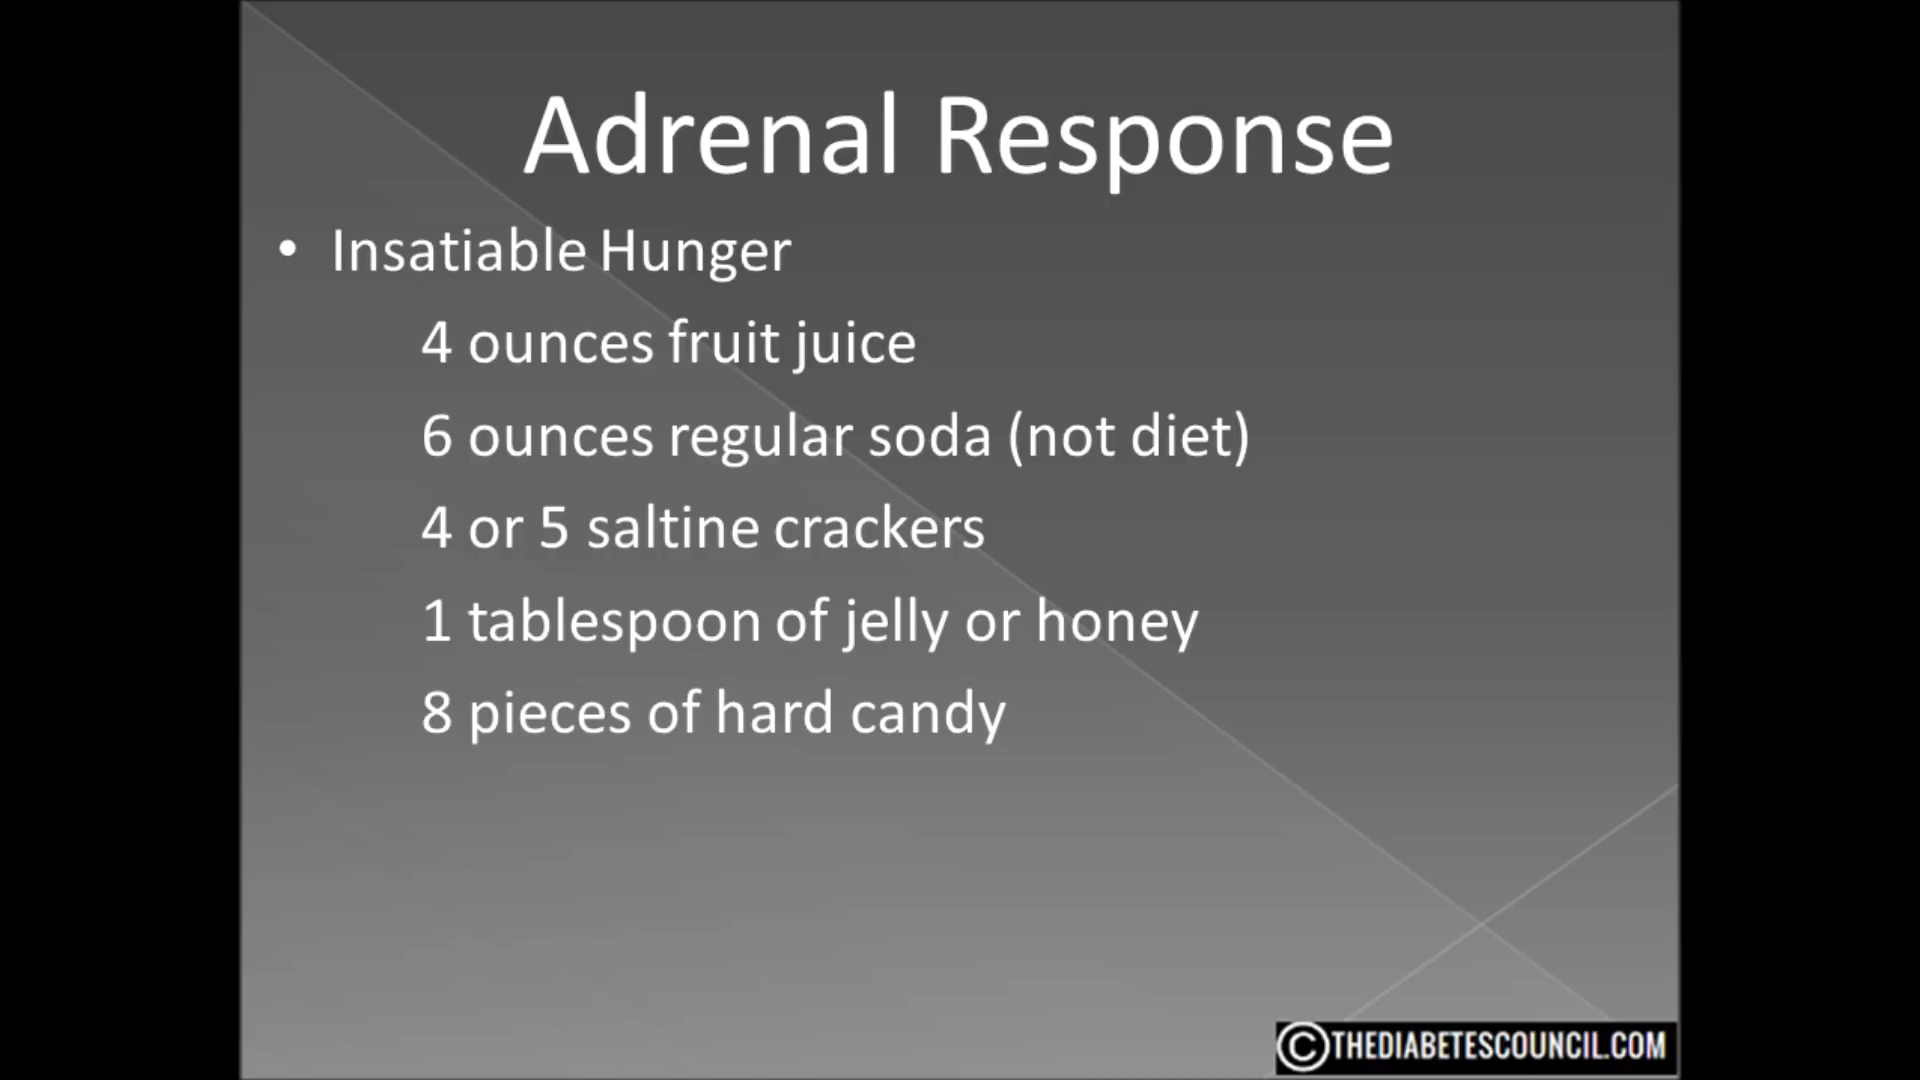 Adrenal Response
• Insatiable Hunger
4 ounces fruit juice
6 ounces regular soda (not diet)
4 or 5 saltine crackers
1 tablespoon of jelly or honey
8 pieces of hard candy
©THEDIABETESCOUNCIL.COM